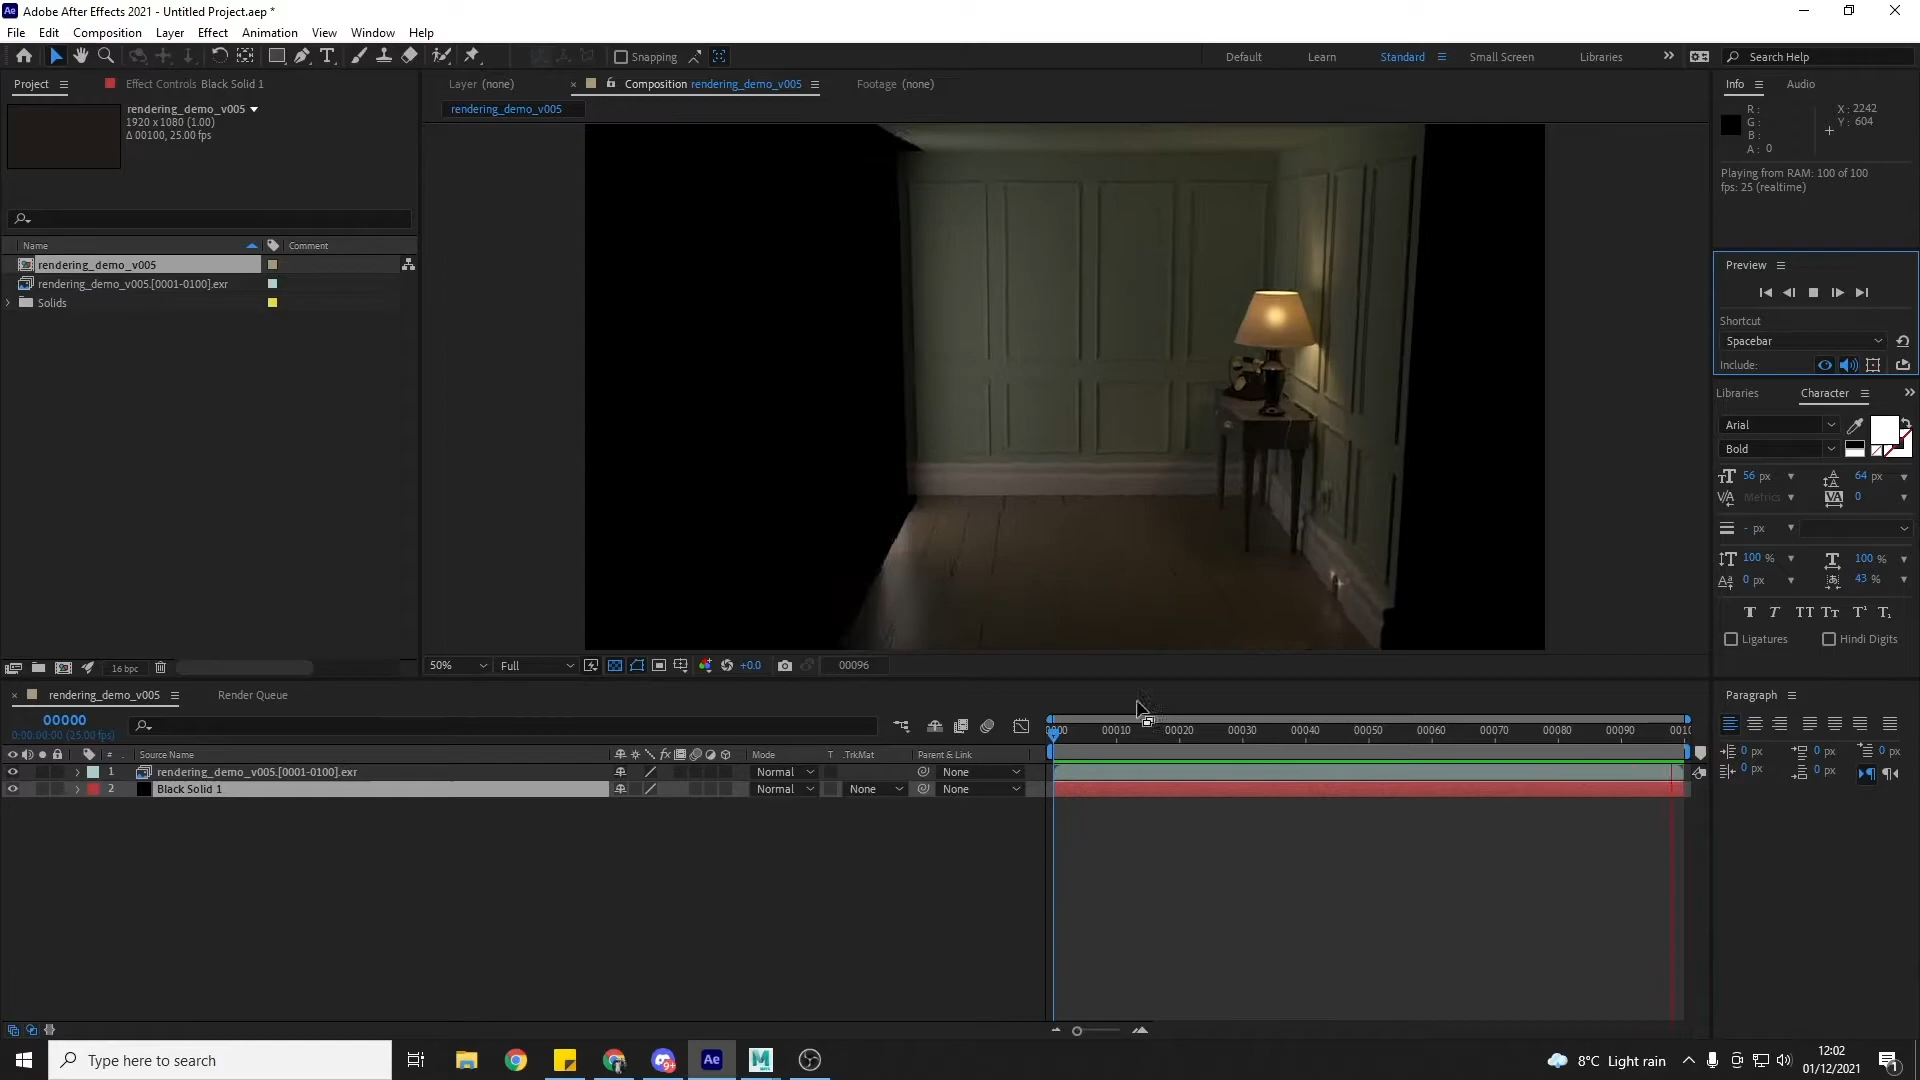 Adobe After Effects 2021 - Untitled Project.aep *
File Edit Composition Layer Effect Animation View Window Help
Snapping
Default Learn Standard Small Screen Libraries
Search Help
Project Effect Controls Black Solid 1
Layer (none) Composition rendering_demo_v005 Footage (none)
Info Audio
rendering_demo_v005
1920 x 1080 (1.00)
Δ 00100, 25.00 fps
rendering_demo_v005
R :
G :
B :
A : 0
X : 2242
Y : 604
Playing from RAM: 100 of 100
fps: 25 (realtime)
Name Comment
rendering_demo_v005
rendering_demo_v005.[0001-0100].exr
Solids
Preview
Shortcut
Spacebar
Include:
Libraries Character
Arial
Bold
56 px 64 px
Metrics 0
- px
100 % 100 %
0 px 43 %
Ligatures Hindi Digits
16 bpc
50% Full +0.0 00096
rendering_demo_v005 Render Queue
Paragraph
00000
0:00:00:00 (25.00 fps)
00010 00020 00030 00040 00050 00060 00070 00080 00090 0010
# Source Name fx Mode T .TrkMat Parent & Link
1 rendering_demo_v005.[0001-0100].exr Normal None
2 Black Solid 1 Normal None None
0 px 0 px 0 px
0 px 0 px
Type here to search
Ae
9+
8°C Light rain
12:02
01/12/2021
1